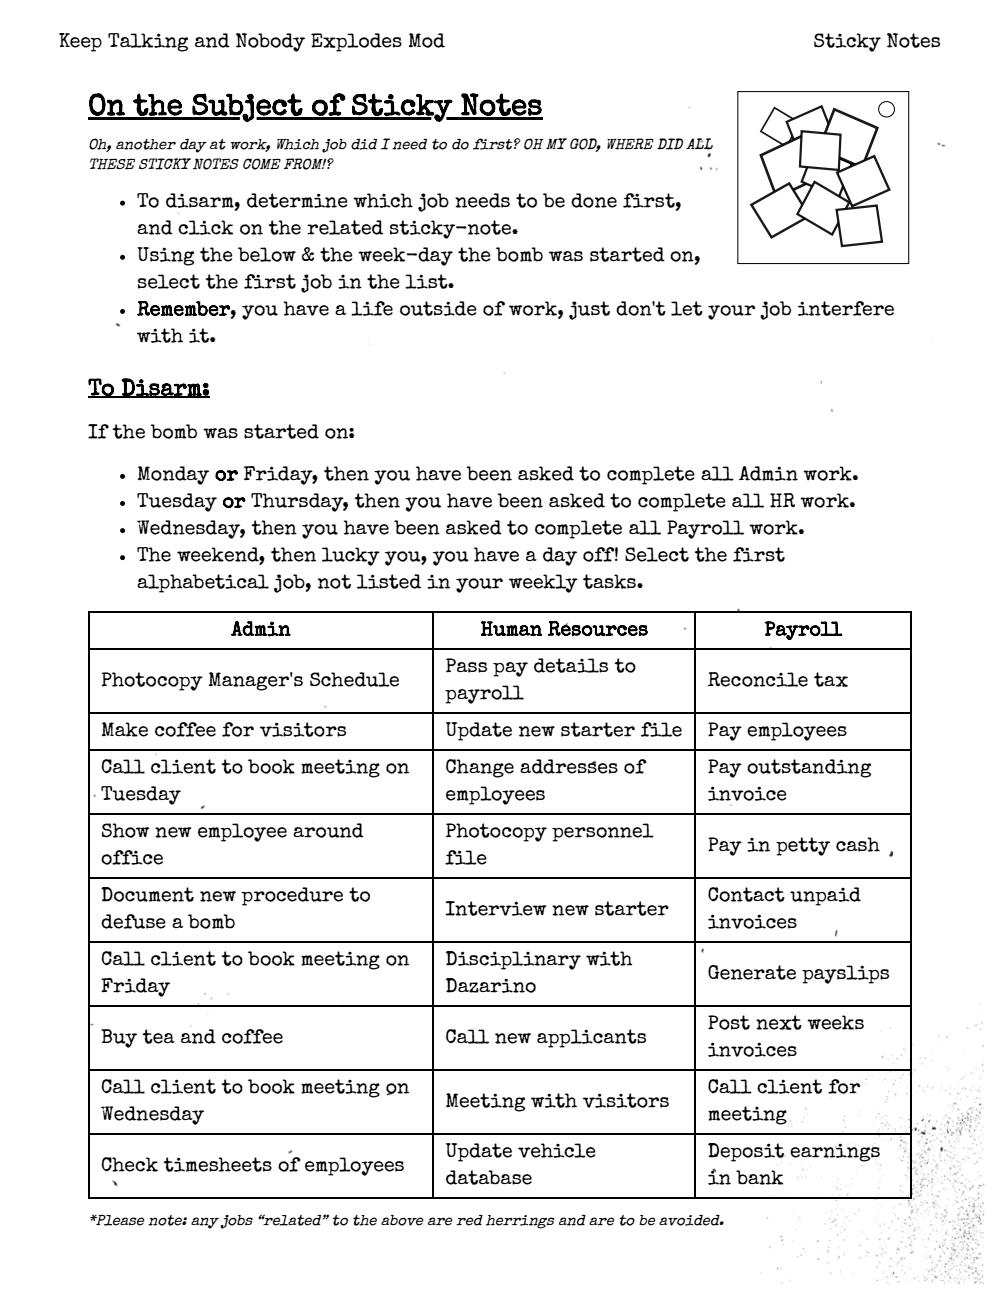 Keep Talking and Nobody Explodes Mod
Sticky Notes
On the Subject of Sticky Notes
Oh, another day at work, Which job did I need to do first? OH MY GOD, WHERE DID ALL
THESE STICKY NOTES COME FROM!?
• To disarm, determine which job needs to be done first,
and click on the related sticky-note.
• Using the below & the week-day the bomb was started on,
select the first job in the list.
• Remember, you have a life outside of work, just don't let your job interfere
with it.
To Disarm:
If the bomb was started on:
• Monday or Friday, then you have been asked to complete all Admin work.
• Tuesday or Thursday, then you have been asked to complete all HR work.
• Wednesday, then you have been asked to complete all Payroll work.
• The weekend, then lucky you, you have a day off! Select the first
alphabetical job, not listed in your weekly tasks.
Admin
Human Resources
Payroll
Photocopy Manager's Schedule
Pass pay details to
payroll
Reconcile tax
Make coffee for visitors
Update new starter file
Pay employees
Call client to book meeting on
Tuesday
Change addresses of
employees
Pay outstanding
invoice
Show new employee around
office
Photocopy personnel
file
Pay in petty cash
Document new procedure to
defuse a bomb
Interview new starter
Contact unpaid
invoices
Call client to book meeting on
Friday
Disciplinary with
Dazarino
Generate payslips
Buy tea and coffee
Call new applicants
Post next weeks
invoices
Call client to book meeting on
Wednesday
Meeting with visitors
Call client for
meeting
Check timesheets of employees
Update vehicle
database
Deposit earnings
in bank
*Please note: any jobs “related” to the above are red herrings and are to be avoided.